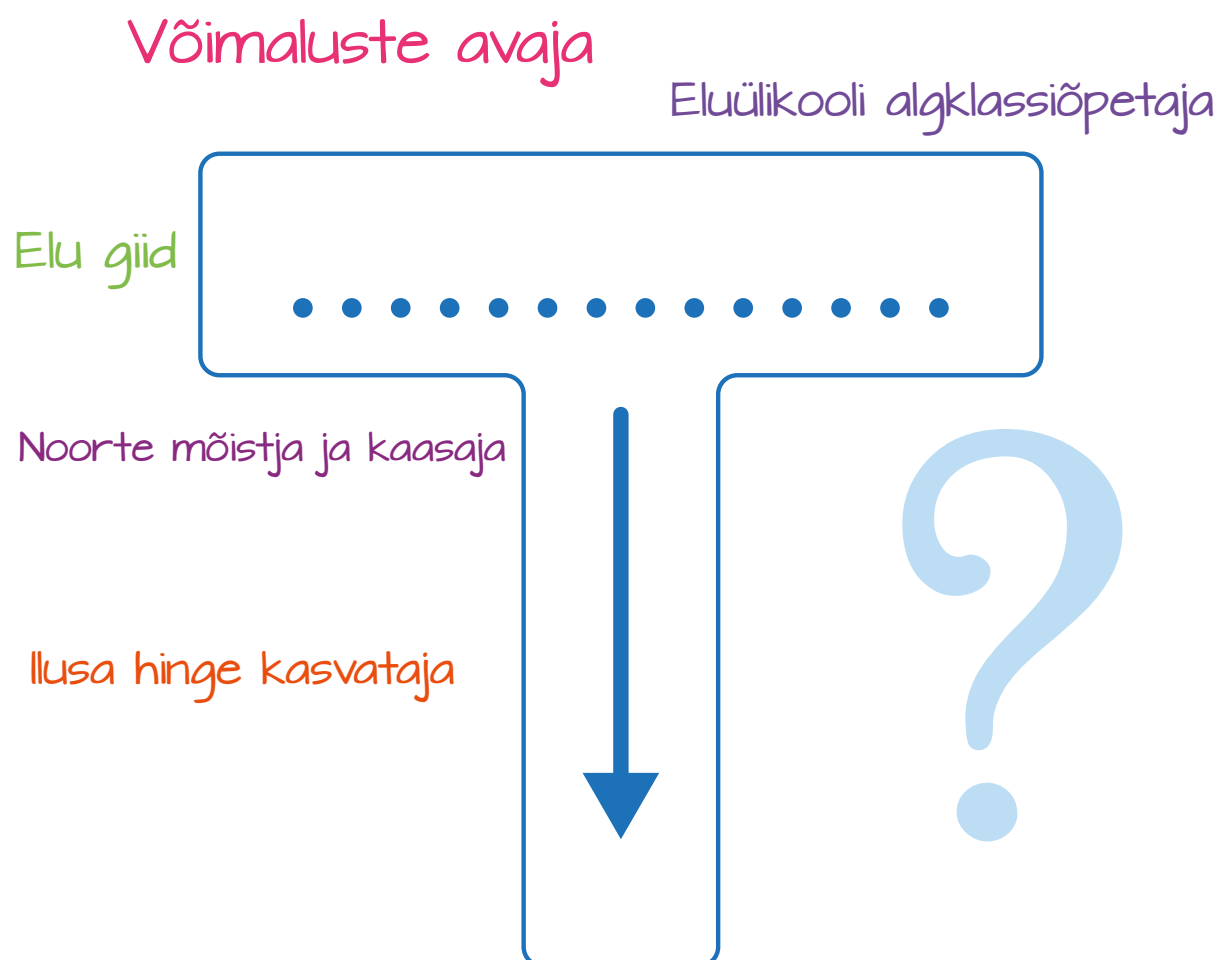 Võimaluste avaja
Eluülikooli algklassiõpetaja
Elu giid
Noorte mõistja ja kaasaja
Ilusa hinge kasvataja
?